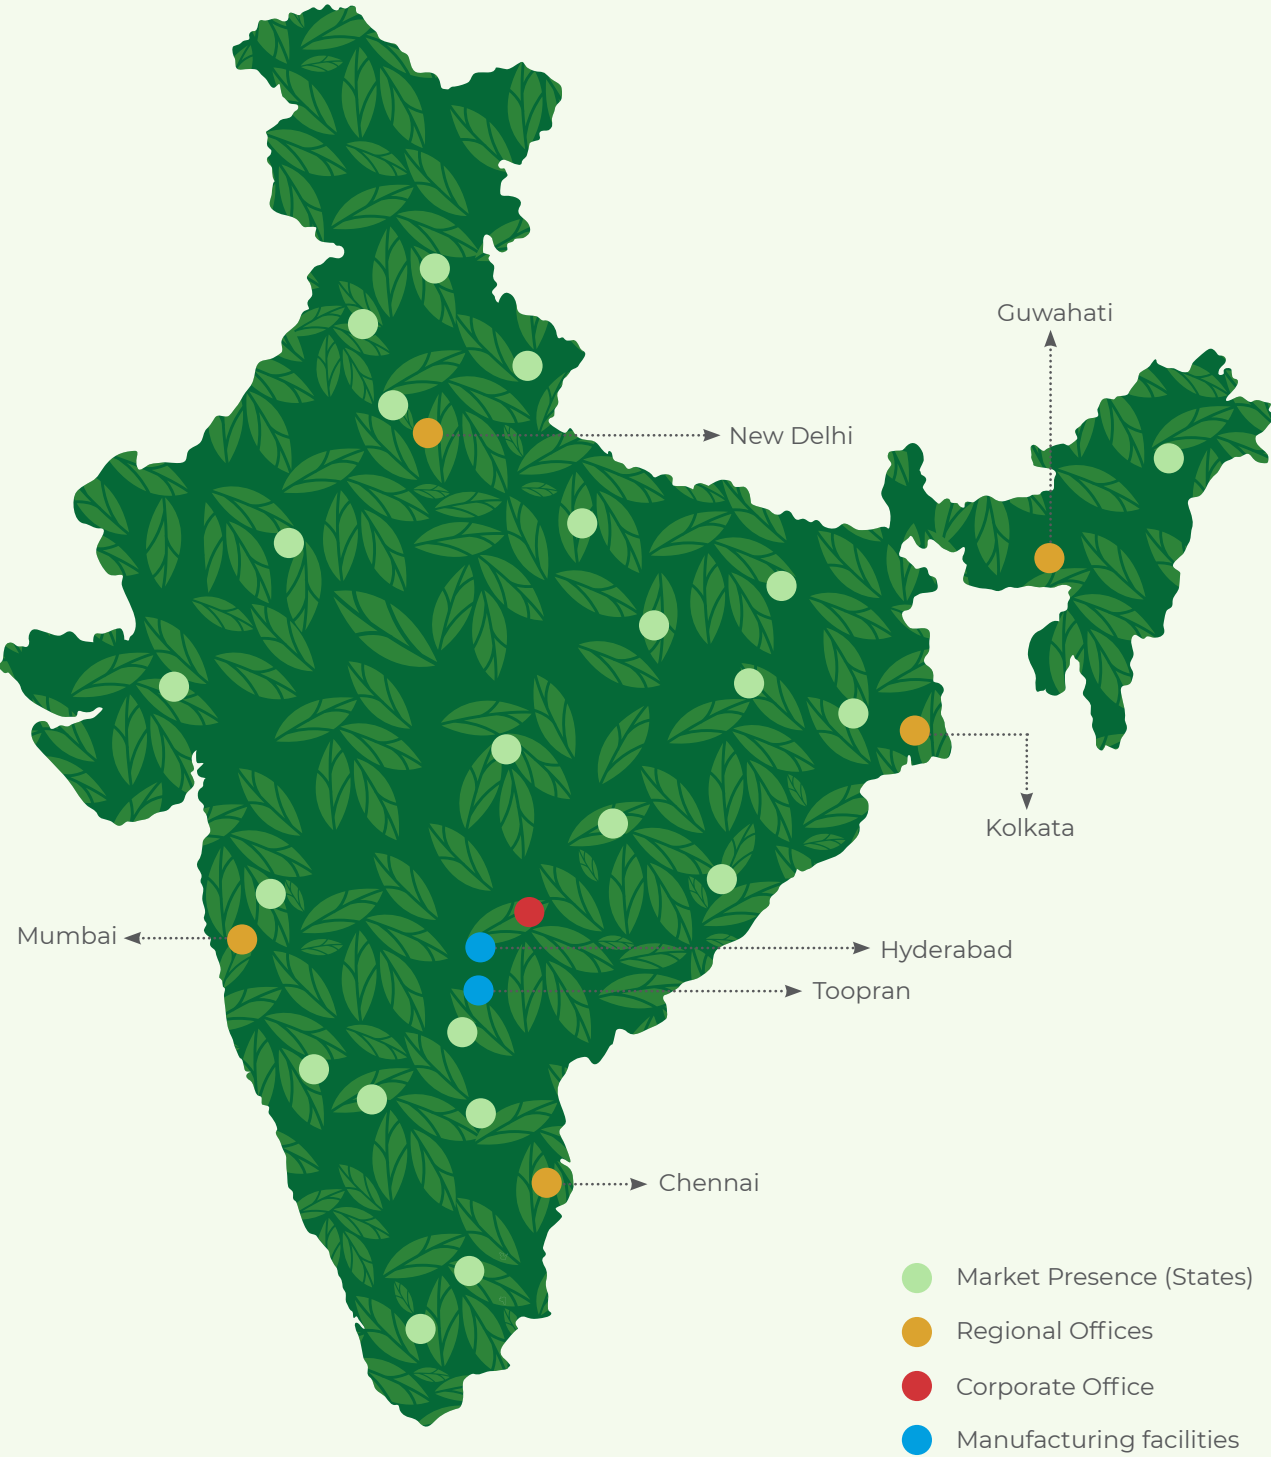 Guwahati
New Delhi
Kolkata
Mumbai
Hyderabad
Toopran
Chennai
Market Presence (States)
Regional Offices
Corporate Office
Manufacturing facilities